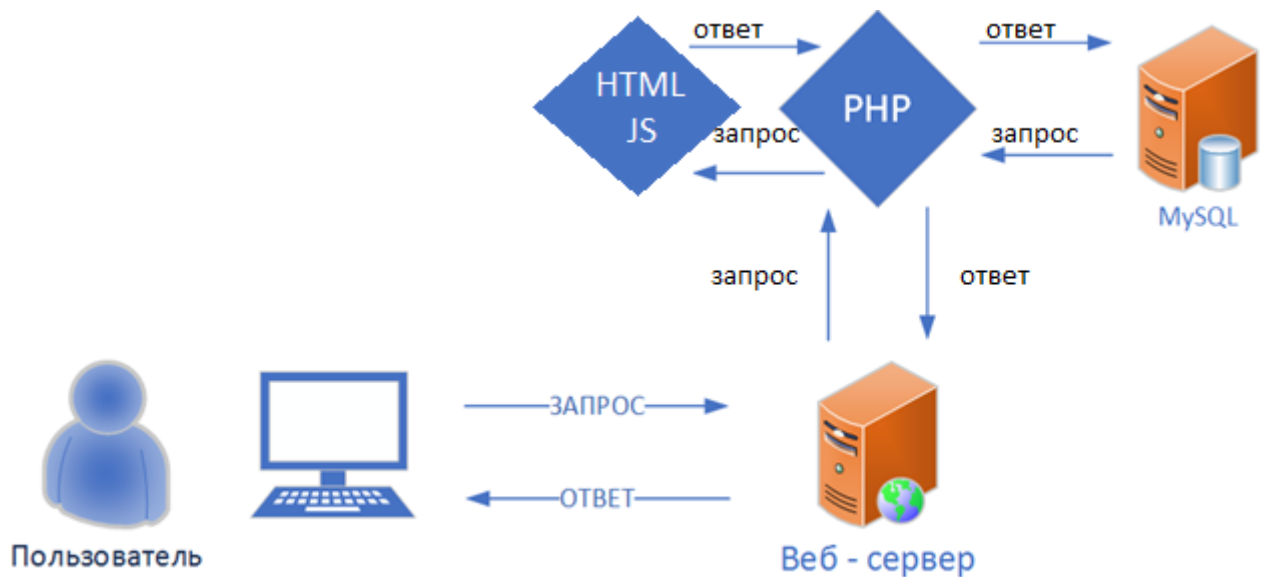 ответ
ответ
HTML
JS
PHP
запрос
запрос
MySQL
запрос
ответ
ЗАПРОС
ОТВЕТ
Пользователь
Веб - сервер